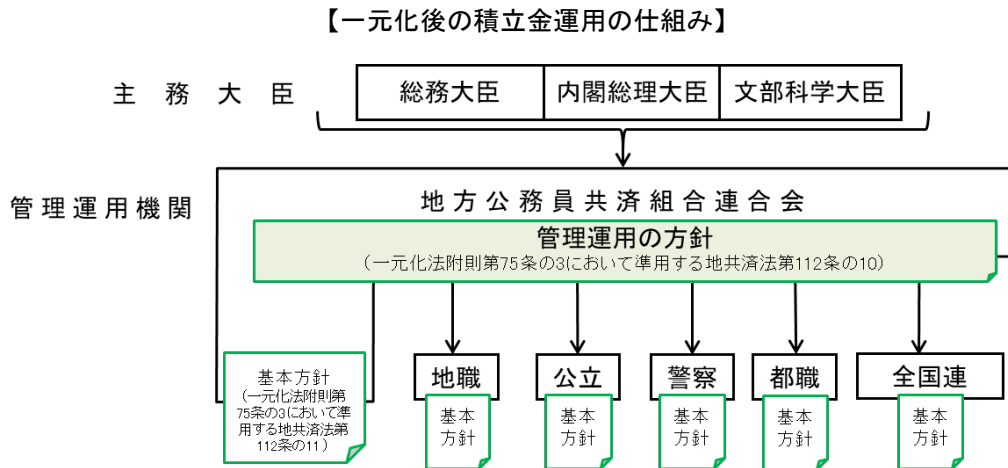 【一元化後の積立金運用の仕組み】
主務大臣
総務大臣
内閣総理大臣
文部科学大臣
管理運用機関
地方公務員共済組合連合会
管理運用の方針
（一元化法附則第75条の3において準用する地共済法第112条の10）
基本方針
（一元化法附則第
75条の3において準
用する地共済法第
112条の11）
地職
公立
警察
都職
全国連
基本
方針
基本
方針
基本
方針
基本
方針
基本
方針